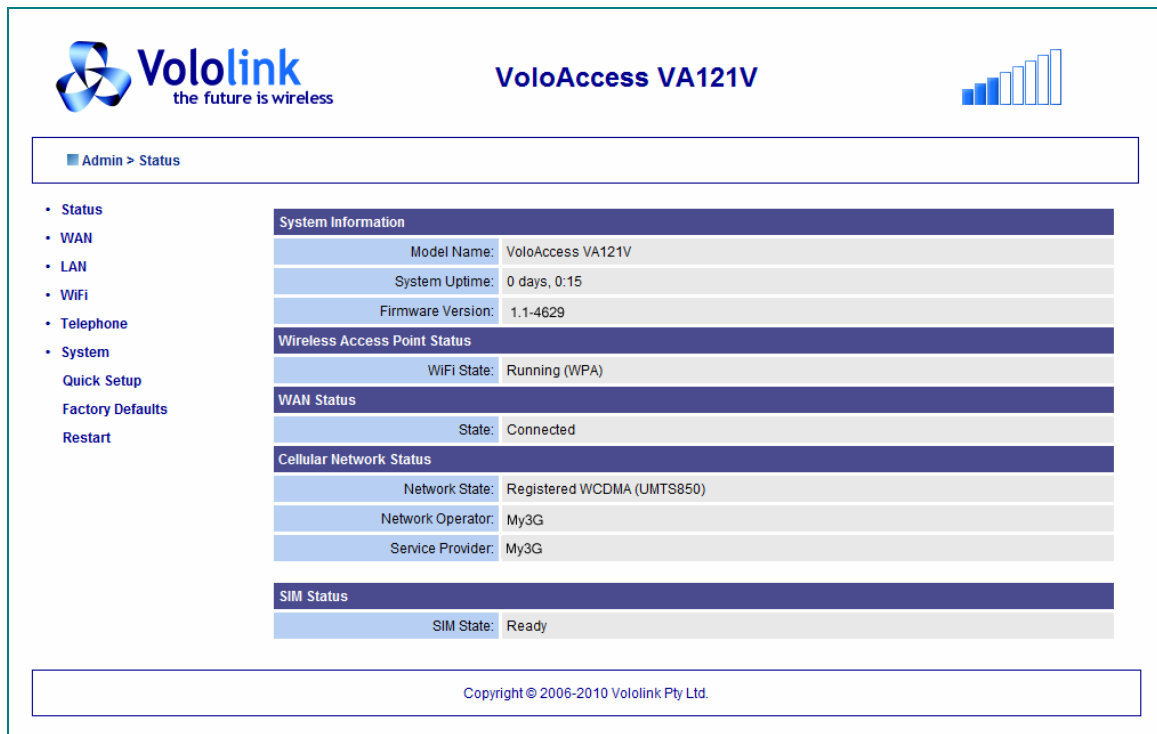 Vololink
the future is wireless
VoloAccess VA121V
Admin > Status
• Status
• WAN
• LAN
• WiFi
• Telephone
• System
Quick Setup
Factory Defaults
Restart
System Information
Model Name: VoloAccess VA121V
System Uptime: 0 days, 0:15
Firmware Version: 1.1-4629
Wireless Access Point Status
WiFi State: Running (WPA)
WAN Status
State: Connected
Cellular Network Status
Network State: Registered WCDMA (UMTS850)
Network Operator: My3G
Service Provider: My3G
SIM Status
SIM State: Ready
Copyright © 2006-2010 Vololink Pty Ltd.